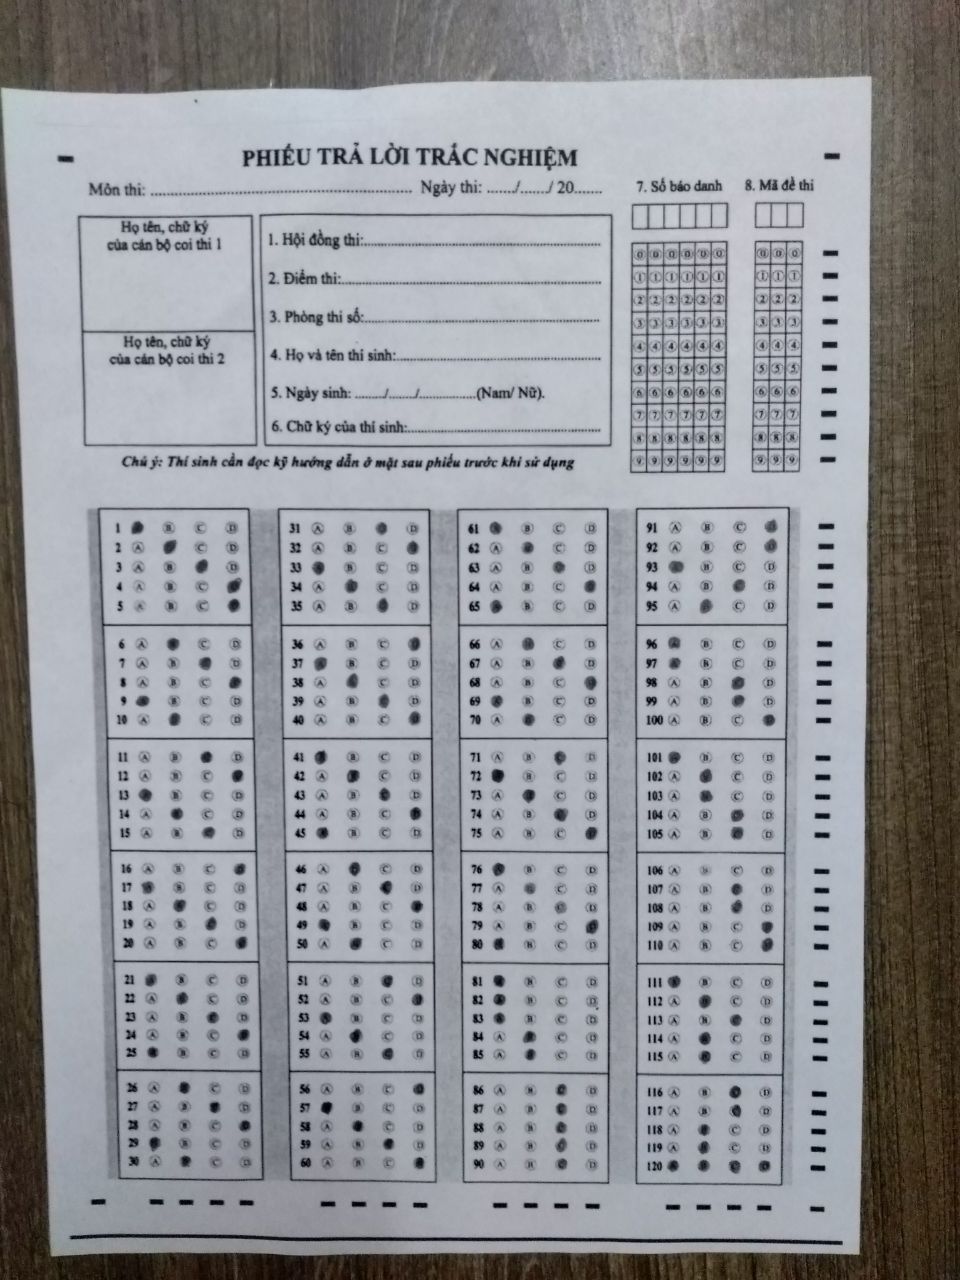 PHIẾU TRẢ LỜI TRẮC NGHIỆM
Môn thi: ........................................................ Ngày thi: ......./......./ 20.......
7. Số báo danh 8. Mã đề thi
Họ tên, chữ ký
của cán bộ coi thi 1
Họ tên, chữ ký
của cán bộ coi thi 2
1. Hội đồng thi:
2. Điểm thi:
3. Phòng thi số:
4. Họ và tên thí sinh:
5. Ngày sinh: ......../......./...............(Nam/ Nữ).
6. Chữ ký của thí sinh:
0 0 0 0 0 0 0 0 0
1 1 1 1 1 1 1 1 1
2 2 2 2 2 2 2 2 2
3 3 3 3 3 3 3 3 3
4 4 4 4 4 4 4 4 4
5 5 5 5 5 5 5 5 5
6 6 6 6 6 6 6 6 6
7 7 7 7 7 7 7 7 7
8 8 8 8 8 8 8 8 8
9 9 9 9 9 9 9 9 9
Chú ý: Thí sinh cần đọc kỹ hướng dẫn ở mặt sau phiếu trước khi sử dụng
1 B C D
2 A C D
3 A B D
4 A B C
5 A B C
6 A C D
7 A B D
8 A B C
9 B C D
10 A C D
11 A B D
12 A B C
13 B C D
14 A C D
15 A B D
16 A B C
17 B C D
18 A C D
19 A B D
20 A B C
21 B C D
22 A C D
23 A B D
24 A B C
25 B C D
26 A C D
27 A B D
28 A B C
29 B C D
30 A C D
31 A B D
32 A B C
33 B C D
34 A C D
35 A B D
36 A B C
37 B C D
38 A C D
39 A B D
40 A B C
41 B C D
42 A C D
43 A B D
44 A B C
45 B C D
46 A C D
47 A B D
48 A B C
49 B C D
50 A C D
51 A B D
52 A B C
53 B C D
54 A C D
55 A B D
56 A B C
57 B C D
58 A C D
59 A B D
60 A B C
61 B C D
62 A C D
63 A B D
64 A B C
65 B C D
66 A C D
67 A B D
68 A B C
69 B C D
70 A C D
71 A B D
72 B C D
73 A C D
74 A B D
75 A B C
76 B C D
77 A C D
78 A B D
79 A B C
80 B C D
81 B C D
82 B C D
83 B C D
84 A C D
85 A C D
86 A B D
87 A B D
88 A B D
89 A B D
90 A B D
91 A B C
92 A B C
93 B C D
94 A B D
95 A C D
96 B C D
97 B C D
98 A B D
99 A B D
100 A B C
101 B C D
102 A C D
103 A C D
104 A B D
105 A B D
106 A B C D
107 A B D
108 A B D
109 A B C
110 A B C
111 B C D
112 A C D
113 A B D
114 A C D
115 A C D
116 A B D
117 A B D
118 A C D
119 A C D
120